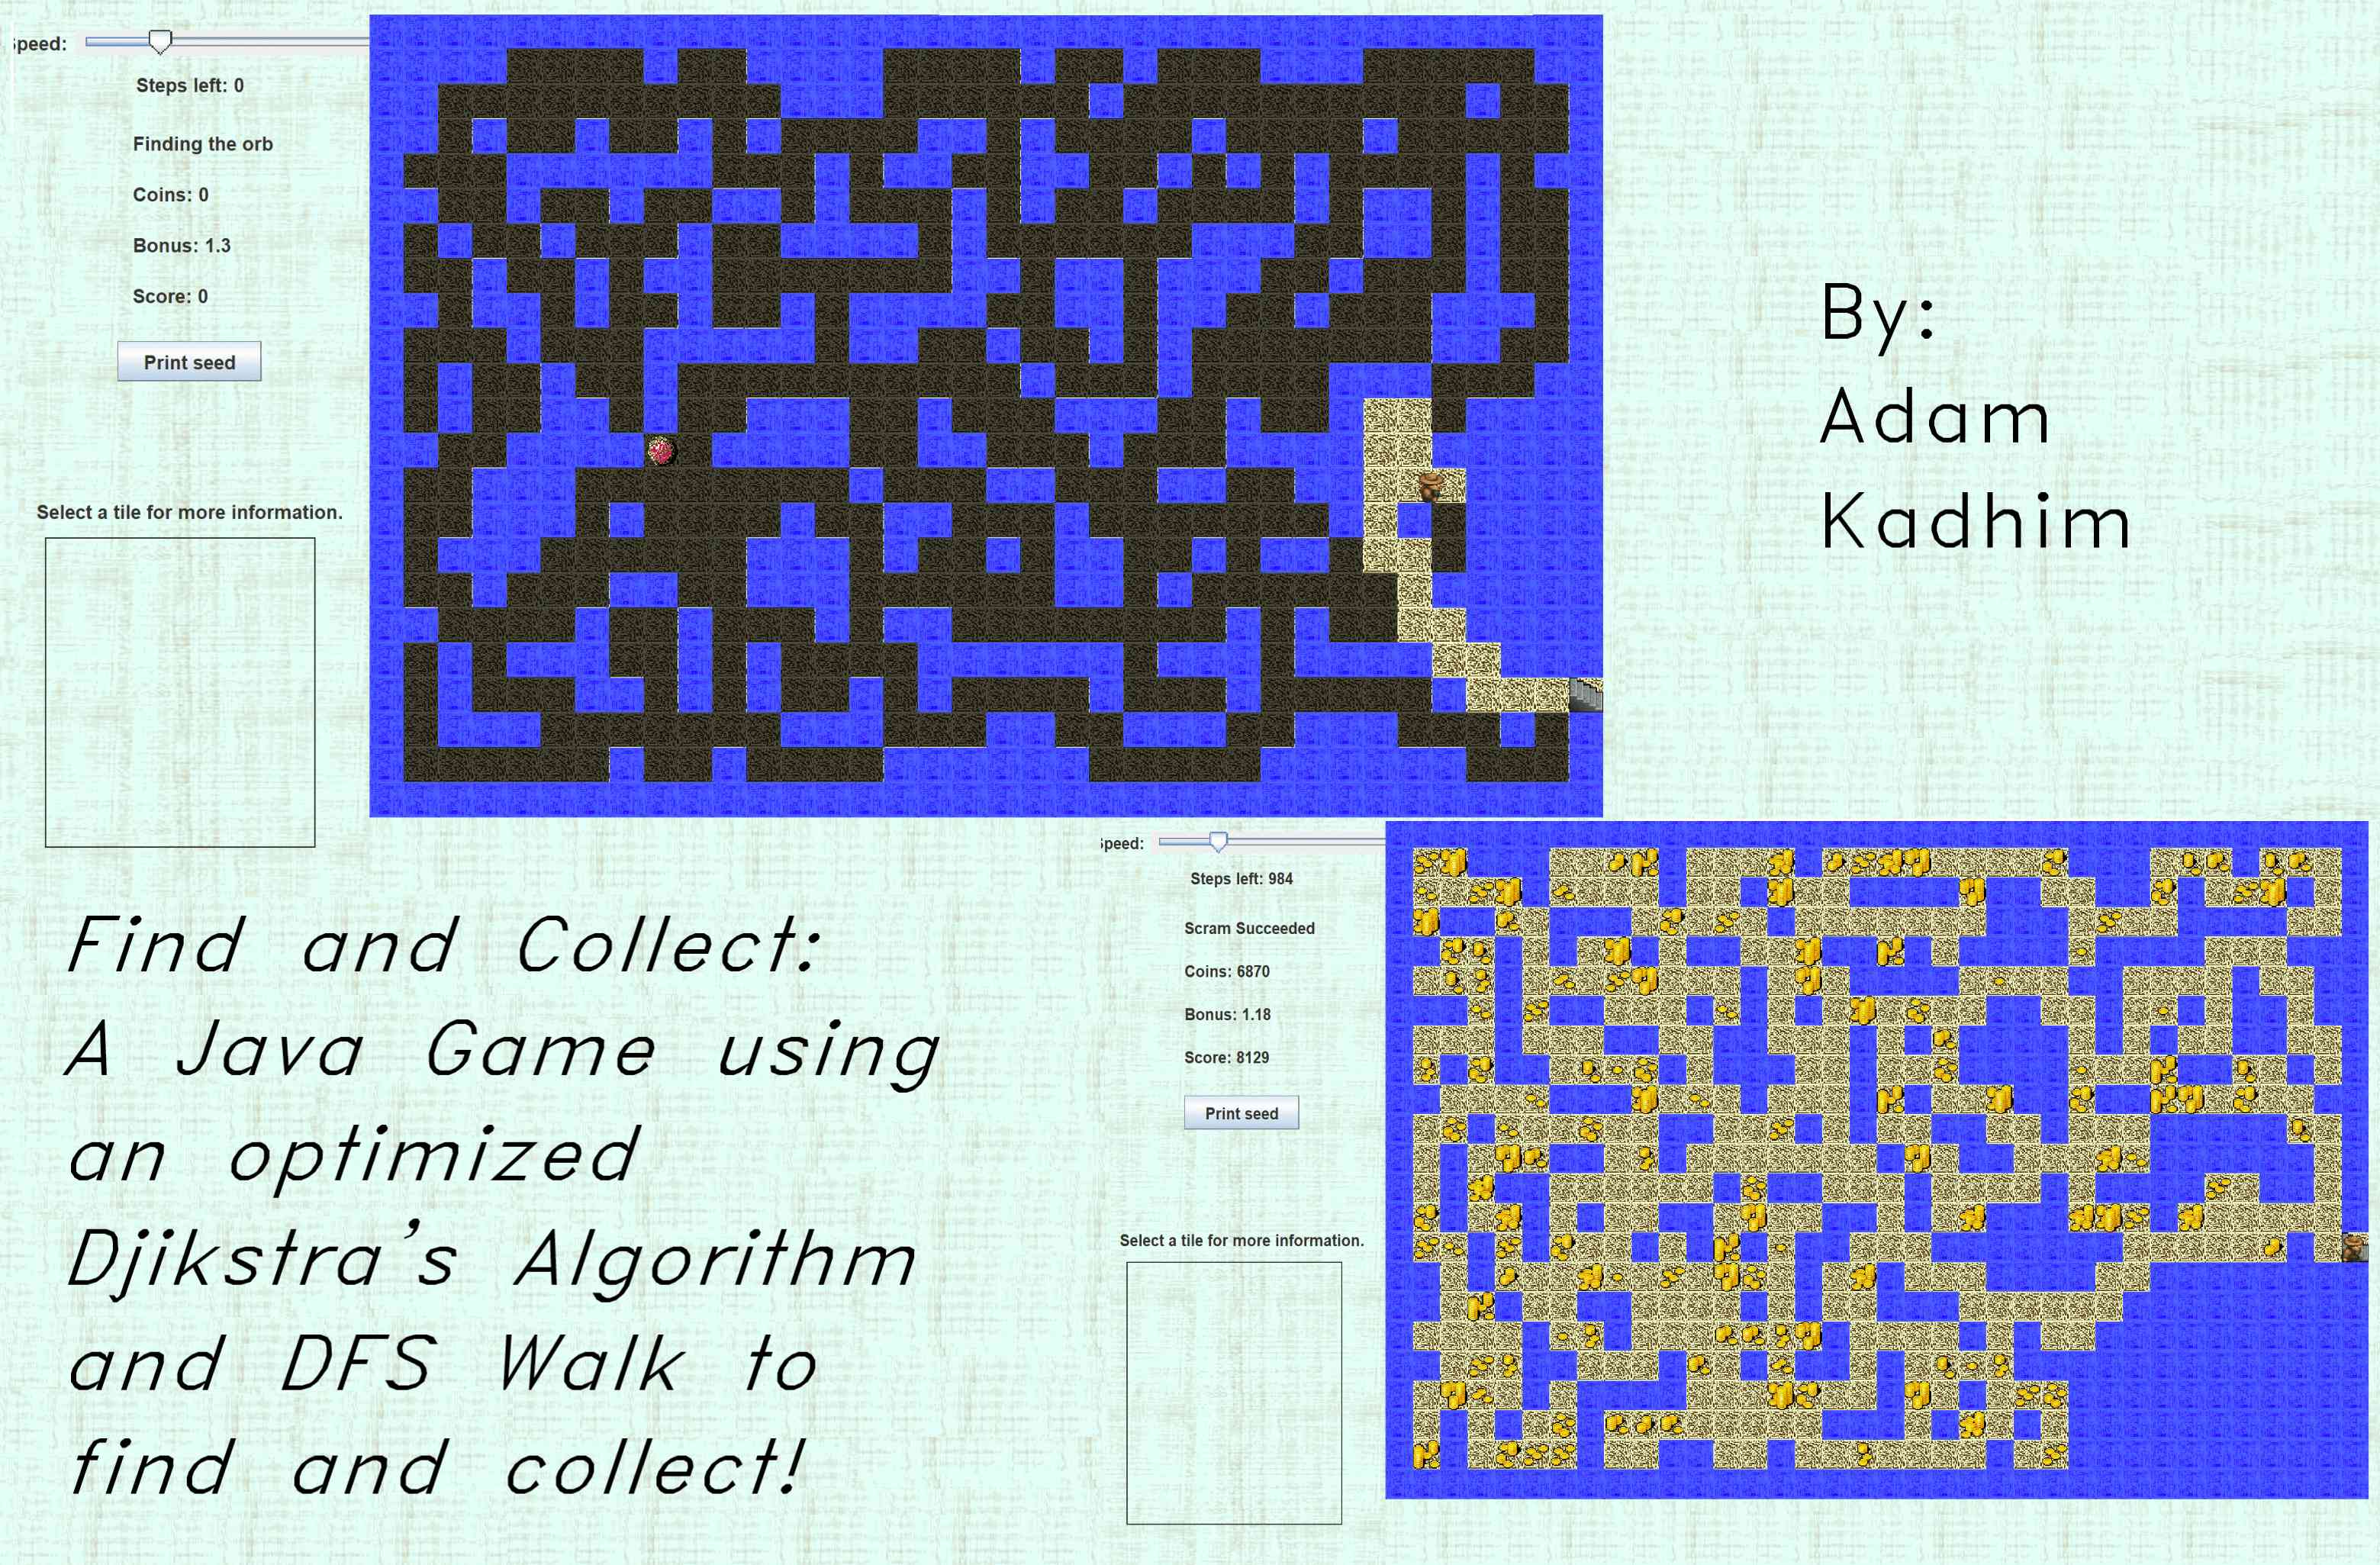 Speed:
Steps left: 0
Finding the orb
Coins: 0
Bonus: 1.3
Score: 0
Print seed
Select a tile for more information.
By:
Adam
Kadhim
Find and Collect:
A Java Game using
an optimized
Djikstra's Algorithm
and DFS Walk to
find and collect!
Speed:
Steps left: 984
Scram Succeeded
Coins: 6870
Bonus: 1.18
Score: 8129
Print seed
Select a tile for more information.